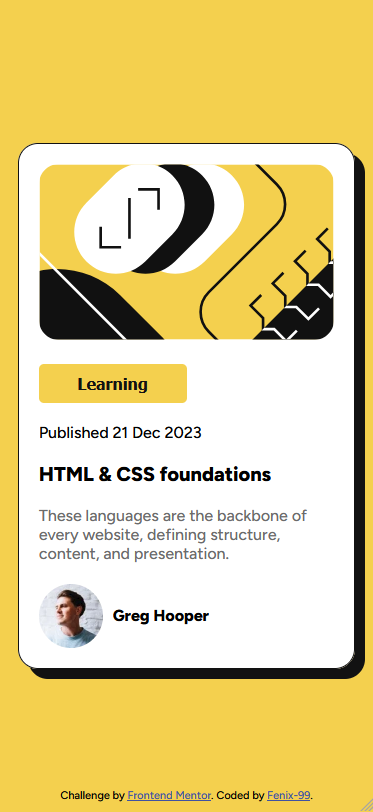 Learning
Published 21 Dec 2023
HTML & CSS foundations
These languages are the backbone of
every website, defining structure,
content, and presentation.
Greg Hooper
Challenge by Frontend Mentor. Coded by Fenix-99.